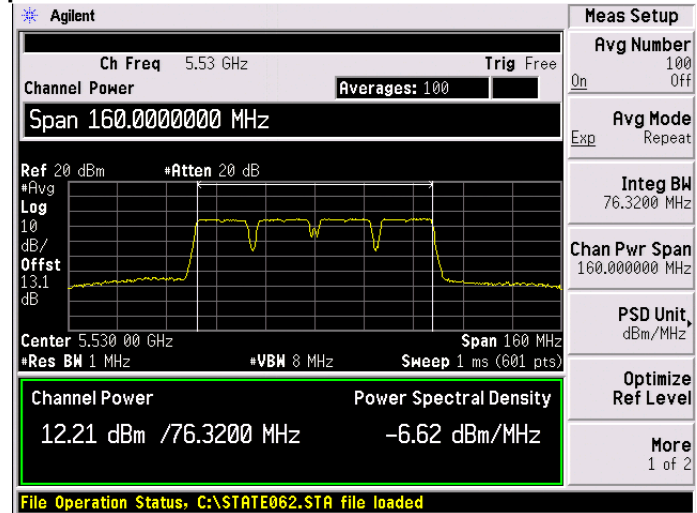 Agilent
Ch Freq 5.53 GHz Trig Free
Channel Power Averages: 100
Span 160.0000000 MHz
Ref 20 dBm #Atten 20 dB
#Avg
Log
10
dB/
Offst
13.1
dB
Center 5.530 00 GHz Span 160 MHz
#Res BW 1 MHz #VBW 8 MHz Sweep 1 ms (601 pts)
Channel Power Power Spectral Density
12.21 dBm /76.3200 MHz -6.62 dBm/MHz
File Operation Status, C:\STATE062.STA file loaded
Meas Setup
Avg Number
100
On Off
Avg Mode
Exp Repeat
Integ BW
76.3200 MHz
Chan Pwr Span
160.000000 MHz
PSD Unit
dBm/MHz
Optimize
Ref Level
More
1 of 2